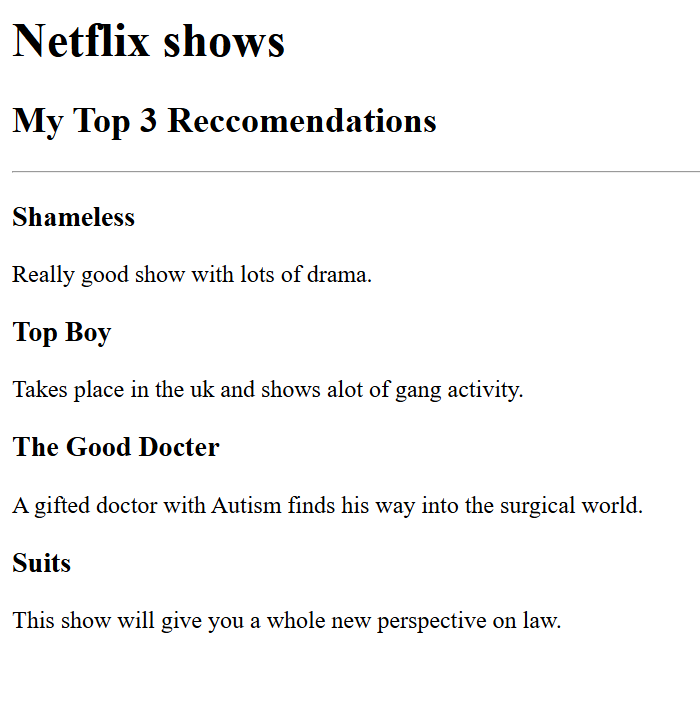 Netflix shows
My Top 3 Reccomendations
Shameless
Really good show with lots of drama.
Top Boy
Takes place in the uk and shows alot of gang activity.
The Good Docter
A gifted doctor with Autism finds his way into the surgical world.
Suits
This show will give you a whole new perspective on law.